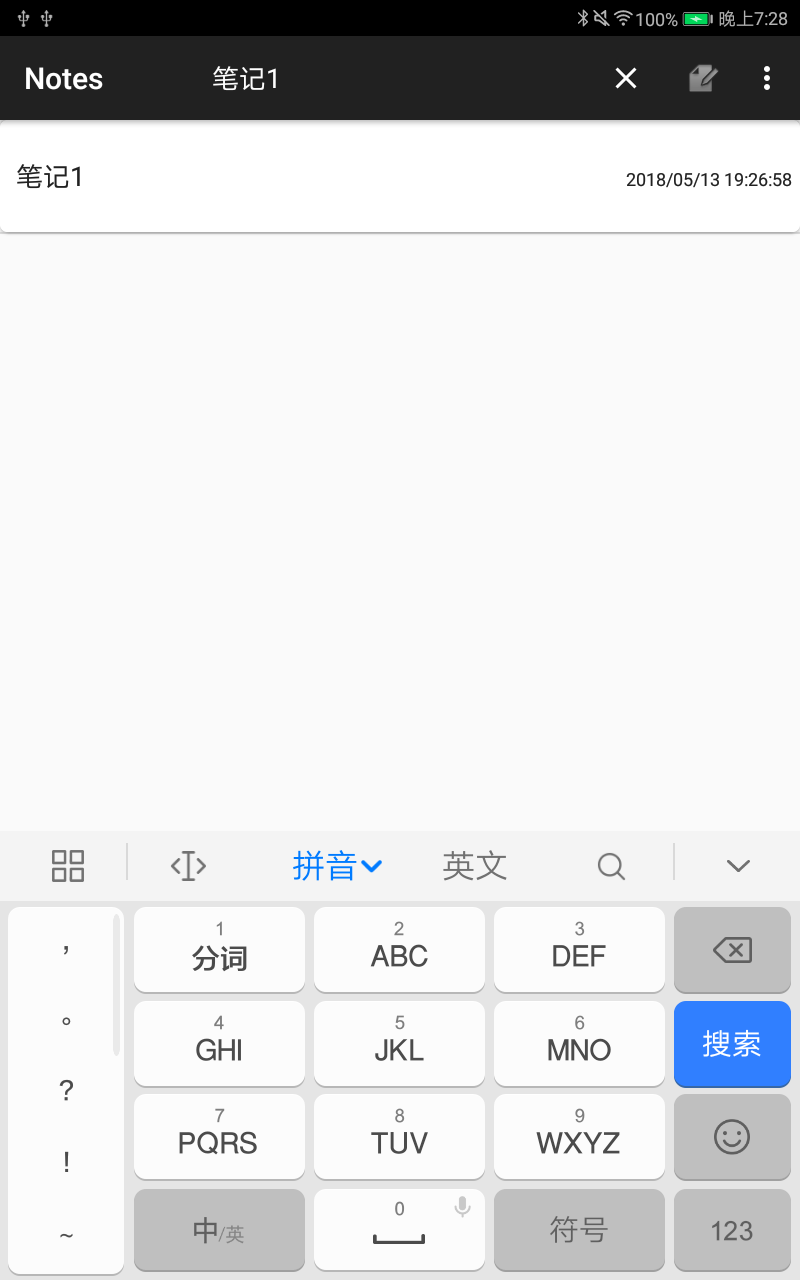 100% 晚上7:28
Notes 笔记1
笔记1 2018/05/13 19:26:58
拼音 英文
, 1 分词 2 ABC 3 DEF
。 4 GHI 5 JKL 6 MNO 搜索
? 7 PQRS 8 TUV 9 WXYZ
!
~ 中/英 0 符号 123